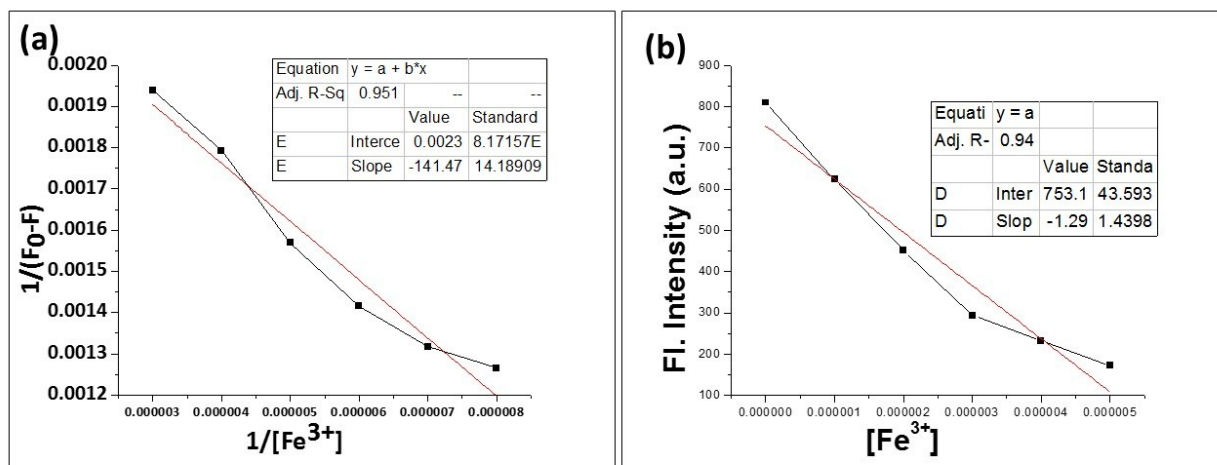 (a)
1/(F0-F)
0.0020
0.0019
0.0018
0.0017
0.0016
0.0015
0.0014
0.0013
0.0012
Equation y = a + b*x
Adj. R-Sq 0.951 -- --
Value Standard
E Interce 0.0023 8.17157E
E Slope -141.47 14.18909
0.000003 0.000004 0.000005 0.000006 0.000007 0.000008
1/[Fe3+]
(b)
Fl. Intensity (a.u.)
900
800
700
600
500
400
300
200
100
Equati y = a
Adj. R- 0.94
Value Standa
D Inter 753.1 43.593
D Slop -1.29 1.4398
0.000000 0.000001 0.000002 0.000003 0.000004 0.000005
[Fe3+]